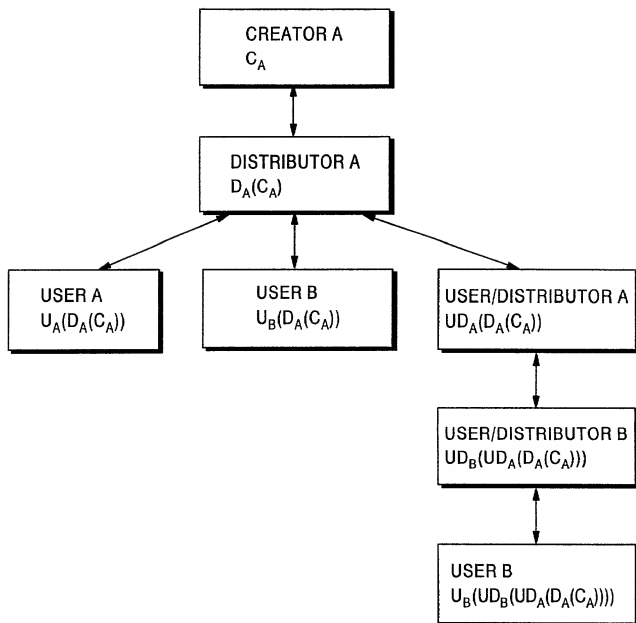 CREATOR A
C_A
DISTRIBUTOR A
D_A(C_A)
USER A
U_A(D_A(C_A))
USER B
U_B(D_A(C_A))
USER/DISTRIBUTOR A
UD_A(D_A(C_A))
USER/DISTRIBUTOR B
UD_B(UD_A(D_A(C_A)))
USER B
U_B(UD_B(UD_A(D_A(C_A))))